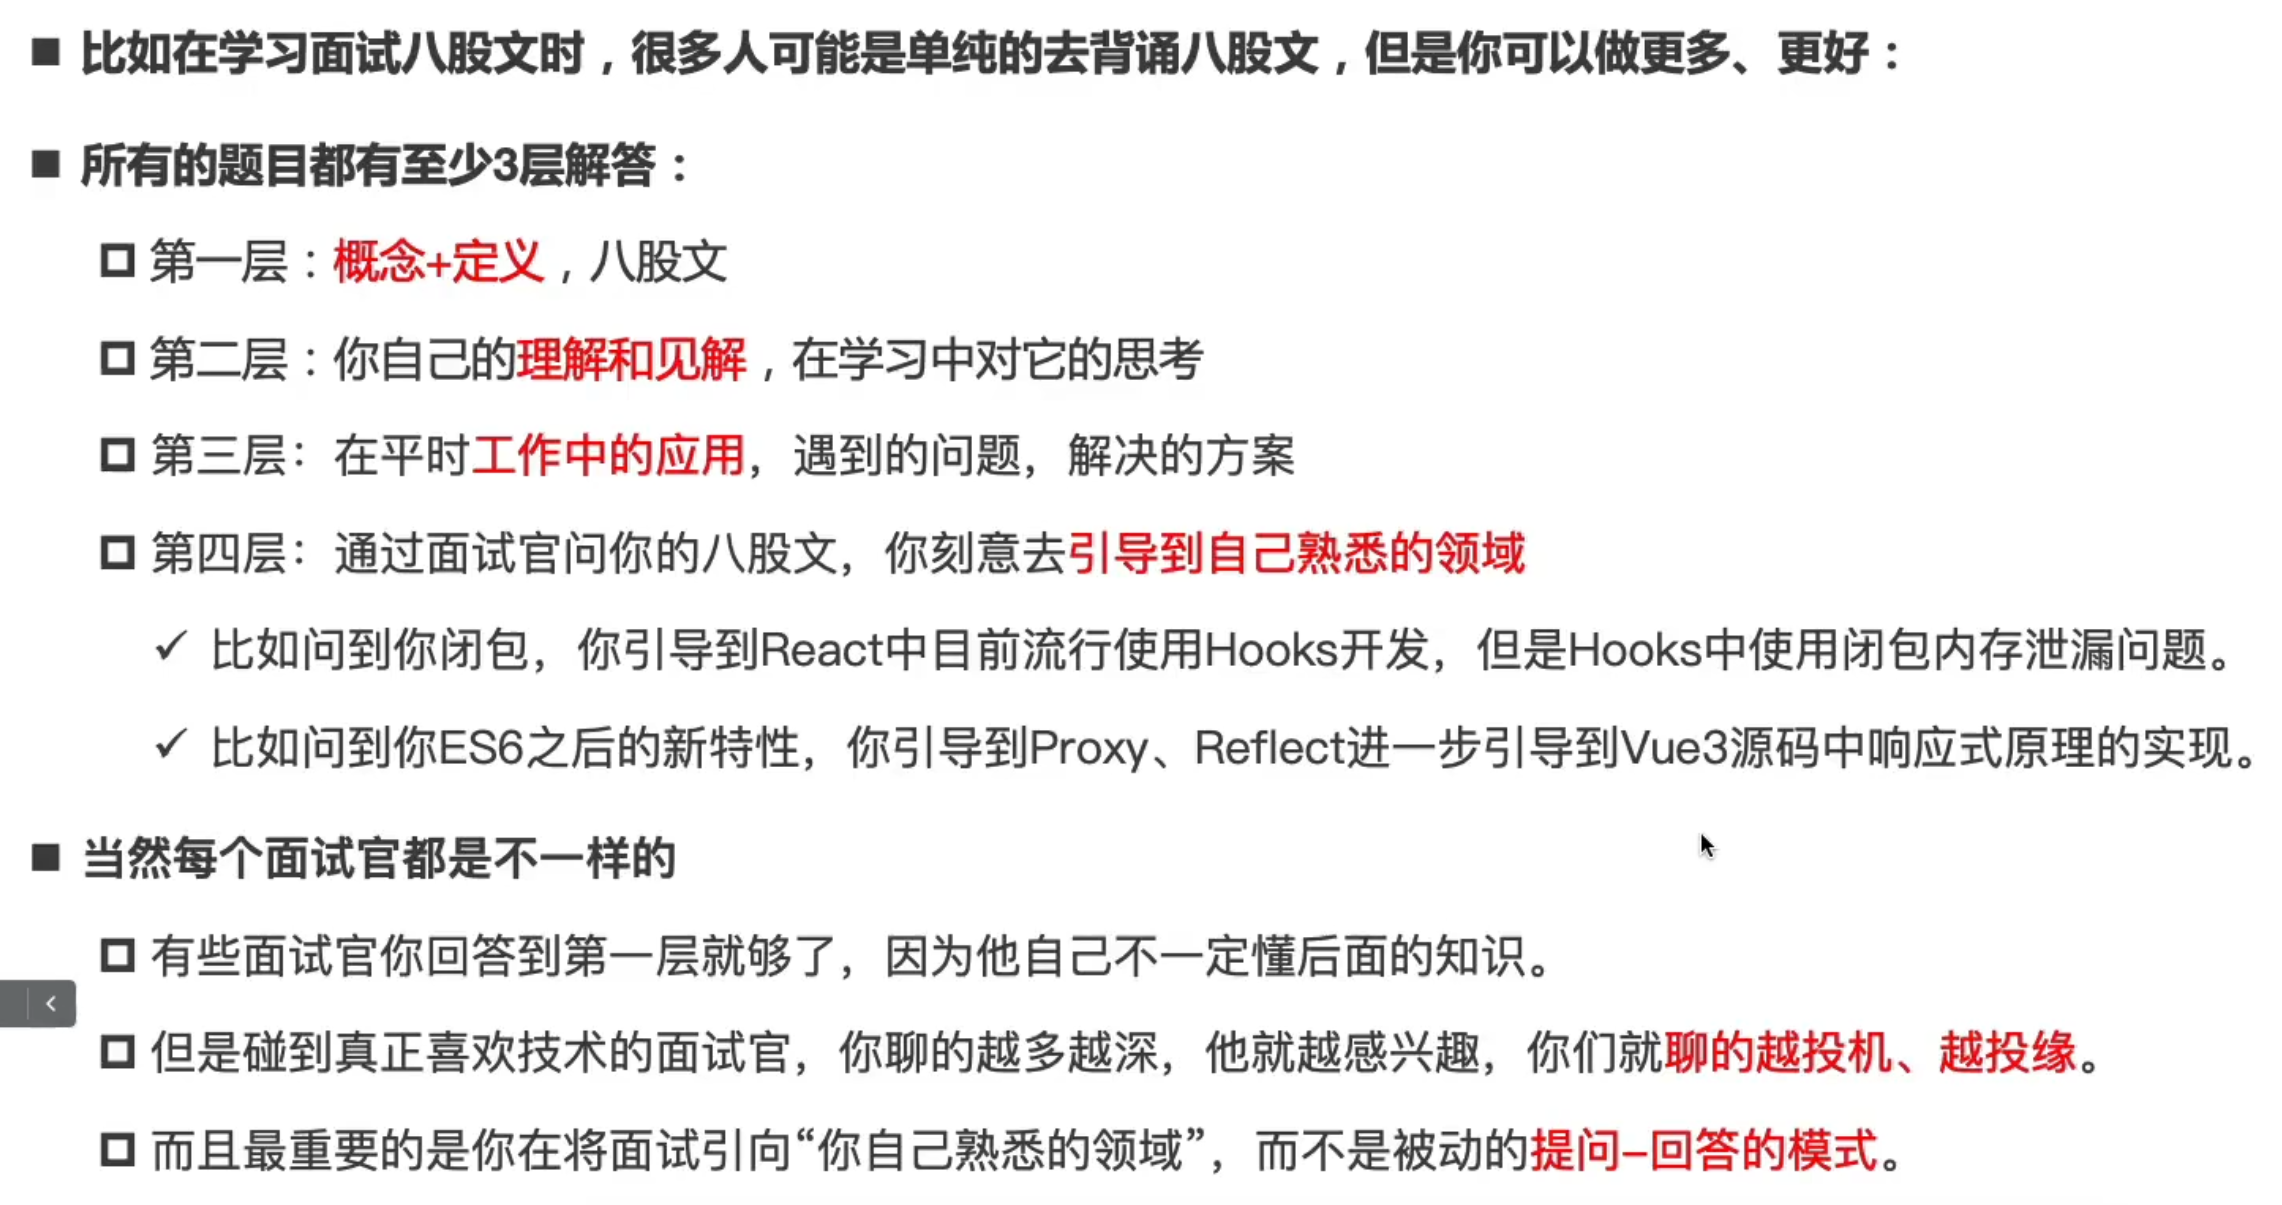 ■ 比如在学习面试八股文时，很多人可能是单纯的去背诵八股文，但是你可以做更多、更好：
■ 所有的题目都有至少3层解答：
第一层：概念+定义，八股文
第二层：你自己的理解和见解，在学习中对它的思考
第三层：在平时工作中的应用，遇到的问题，解决的方案
第四层：通过面试官问你的八股文，你刻意去引导到自己熟悉的领域
✓ 比如问到你闭包，你引导到React中目前流行使用Hooks开发，但是Hooks中使用闭包内存泄漏问题。
✓ 比如问到你ES6之后的新特性，你引导到Proxy、Reflect进一步引导到Vue3源码中响应式原理的实现。
■ 当然每个面试官都是不一样的
有些面试官你回答到第一层就够了，因为他自己不一定懂后面的知识。
但是碰到真正喜欢技术的面试官，你聊的越多越深，他就越感兴趣，你们就聊的越投机、越投缘。
而且最重要的是你在将面试引向“你自己熟悉的领域”，而不是被动的提问–回答的模式。